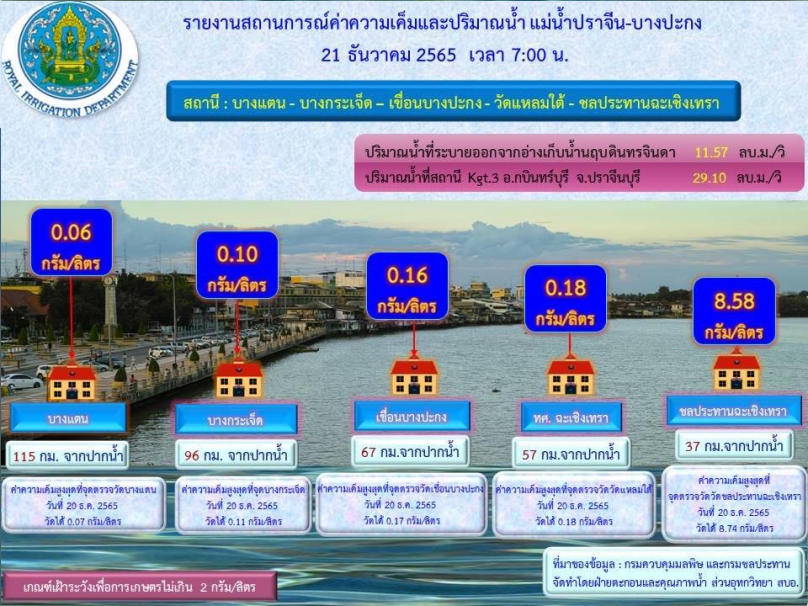 รายงานสถานการณ์ค่าความเค็มและปริมาณน้ำ แม่น้ำปราจีน-บางปะกง
21 ธันวาคม 2565 เวลา 7:00 น.
ROYAL IRRIGATION DEPARTMENT
สถานี : บางแตน - บางกระเจ็ด – เขื่อนบางปะกง - วัดแหลมใต้ - ชลประทานฉะเชิงเทรา
ปริมาณน้ำที่ระบายออกจากอ่างเก็บน้ำนฤบดินทรจินดา 11.57 ลบ.ม./วิ
ปริมาณน้ำที่สถานี Kgt.3 อ.กบินทร์บุรี จ.ปราจีนบุรี 29.10 ลบ.ม./วิ
0.06
กรัม/ลิตร
0.10
กรัม/ลิตร
0.16
กรัม/ลิตร
0.18
กรัม/ลิตร
8.58
กรัม/ลิตร
บางแตน
บางกระเจ็ด
เขื่อนบางปะกง
ทศ. ฉะเชิงเทรา
ชลประทานฉะเชิงเทรา
115 กม. จากปากน้ำ
96 กม. จากปากน้ำ
67 กม.จากปากน้ำ
57 กม.จากปากน้ำ
37 กม.จากปากน้ำ
ค่าความเค็มสูงสุดที่จุดตรวจวัดบางแตน
วันที่ 20 ธ.ค. 2565
วัดได้ 0.07 กรัม/ลิตร
ค่าความเค็มสูงสุดที่จุดบางกระเจ็ด
วันที่ 20 ธ.ค. 2565
วัดได้ 0.11 กรัม/ลิตร
ค่าความเค็มสูงสุดที่จุดตรวจวัดเขื่อนบางปะกง
วันที่ 20 ธ.ค. 2565
วัดได้ 0.17 กรัม/ลิตร
ค่าความเค็มสูงสุดที่จุดตรวจวัดวัดแหลมใต้
วันที่ 20 ธ.ค. 2565
วัดได้ 0.18 กรัม/ลิตร
ค่าความเค็มสูงสุดที่
จุดตรวจวัดวัดชลประทานฉะเชิงเทรา
วันที่ 20 ธ.ค. 2565
วัดได้ 8.74 กรัม/ลิตร
ที่มาของข้อมูล : กรมควบคุมมลพิษ และกรมชลประทาน
จัดทำโดยฝ่ายตะกอนและคุณภาพน้ำ ส่วนอุทกวิทยา สบอ.
เกณฑ์เฝ้าระวังเพื่อการเกษตรไม่เกิน 2 กรัม/ลิตร